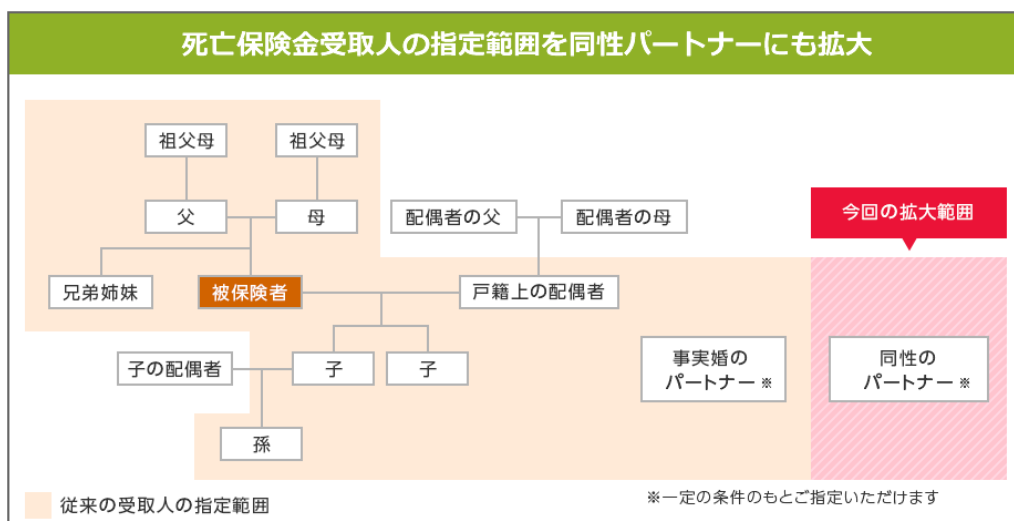 死亡保険金受取人の指定範囲を同性パートナーにも拡大
祖父母
祖父母
父
母
配偶者の父
配偶者の母
今回の拡大範囲
兄弟姉妹
被保険者
戸籍上の配偶者
子の配偶者
子
子
事実婚の
パートナー※
同性の
パートナー※
孫
従来の受取人の指定範囲
※一定の条件のもとご指定いただけます